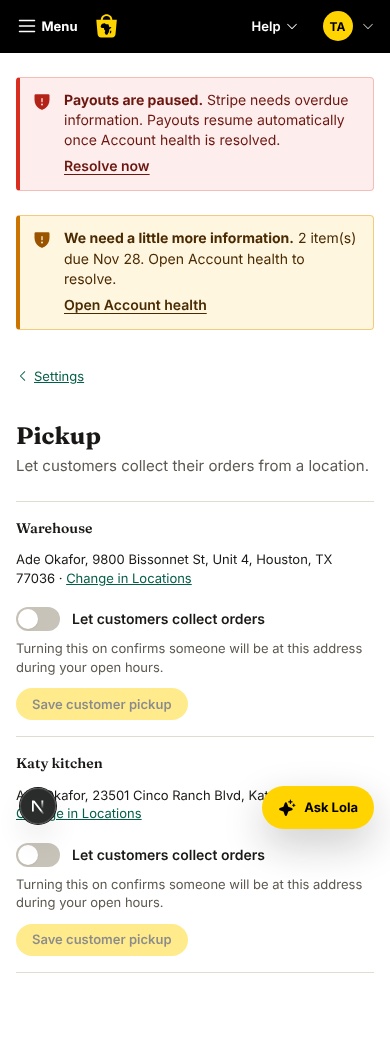 Menu
Help
TA
Payouts are paused. Stripe needs overdue
information. Payouts resume automatically
once Account health is resolved.
Resolve now
We need a little more information. 2 item(s)
due Nov 28. Open Account health to
resolve.
Open Account health
Settings
Pickup
Let customers collect their orders from a location.
Warehouse
Ade Okafor, 9800 Bissonnet St, Unit 4, Houston, TX
77036 · Change in Locations
Let customers collect orders
Turning this on confirms someone will be at this address
during your open hours.
Save customer pickup
Katy kitchen
Okafor, 23501 Cinco Ranch Blvd,
N
in Locations
Ask Lola
Let customers collect orders
Turning this on confirms someone will be at this address
during your open hours.
Save customer pickup